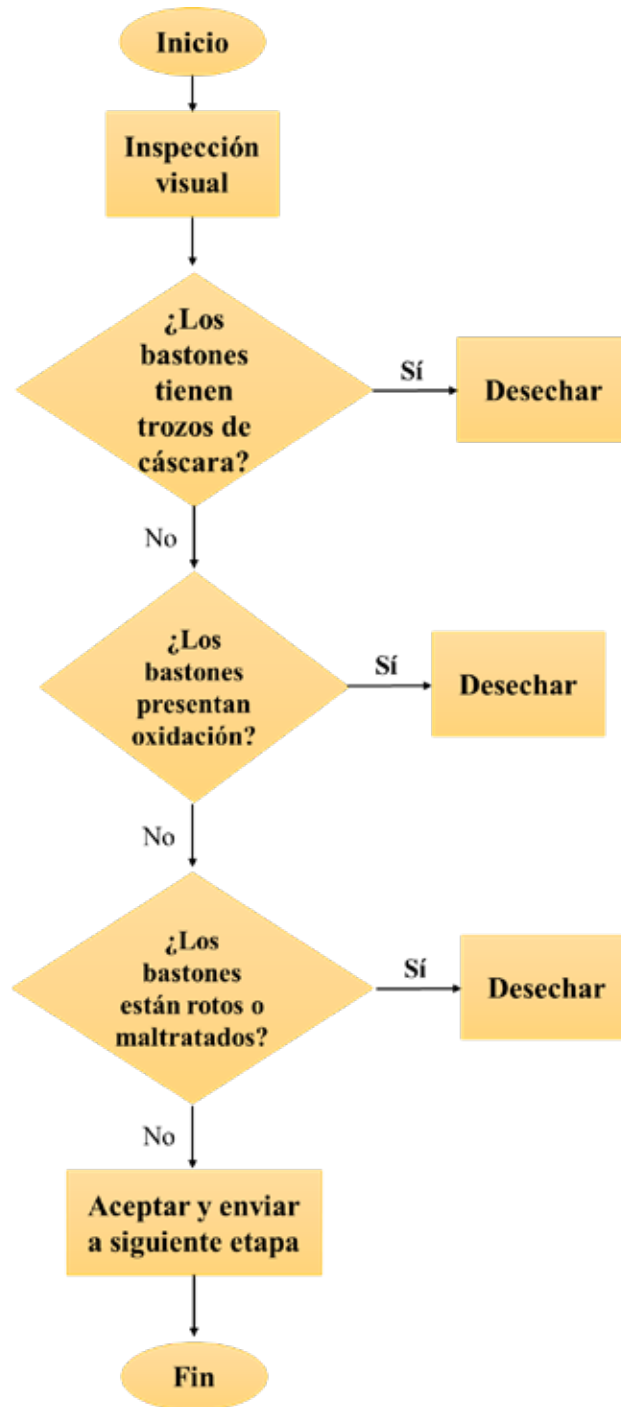 Inicio
Inspección
visual
¿Los
bastones
tienen
trozos de
cáscara?
Sí
Desechar
No
¿Los
bastones
presentan
oxidación?
Sí
Desechar
No
¿Los
bastones
están rotos o
maltratados?
Sí
Desechar
No
Aceptar y enviar
a siguiente etapa
Fin